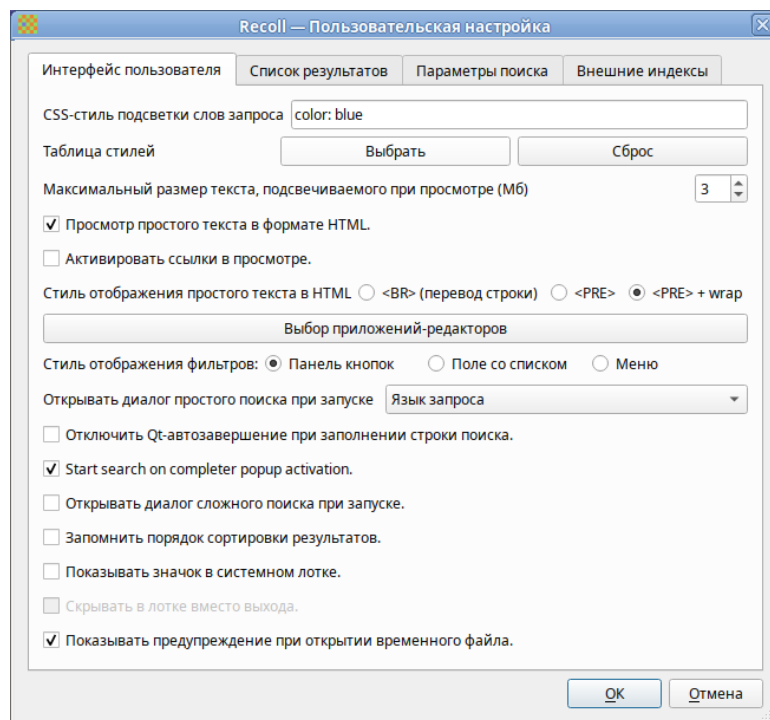 Recoll — Пользовательская настройка
Интерфейс пользователя Список результатов Параметры поиска Внешние индексы
CSS-стиль подсветки слов запроса color: blue
Таблица стилей Выбрать Сброс
Максимальный размер текста, подсвечиваемого при просмотре (Мб) 3
Просмотр простого текста в формате HTML.
Активировать ссылки в просмотре.
Стиль отображения простого текста в HTML <BR> (перевод строки) <PRE> <PRE> + wrap
Выбор приложений-редакторов
Стиль отображения фильтров: Панель кнопок Поле со списком Меню
Открывать диалог простого поиска при запуске Язык запроса
Отключить Qt-автозавершение при заполнении строки поиска.
Start search on completer popup activation.
Открывать диалог сложного поиска при запуске.
Запомнить порядок сортировки результатов.
Показывать значок в системном лотке.
Скрывать в лотке вместо выхода.
Показывать предупреждение при открытии временного файла.
OK Отмена